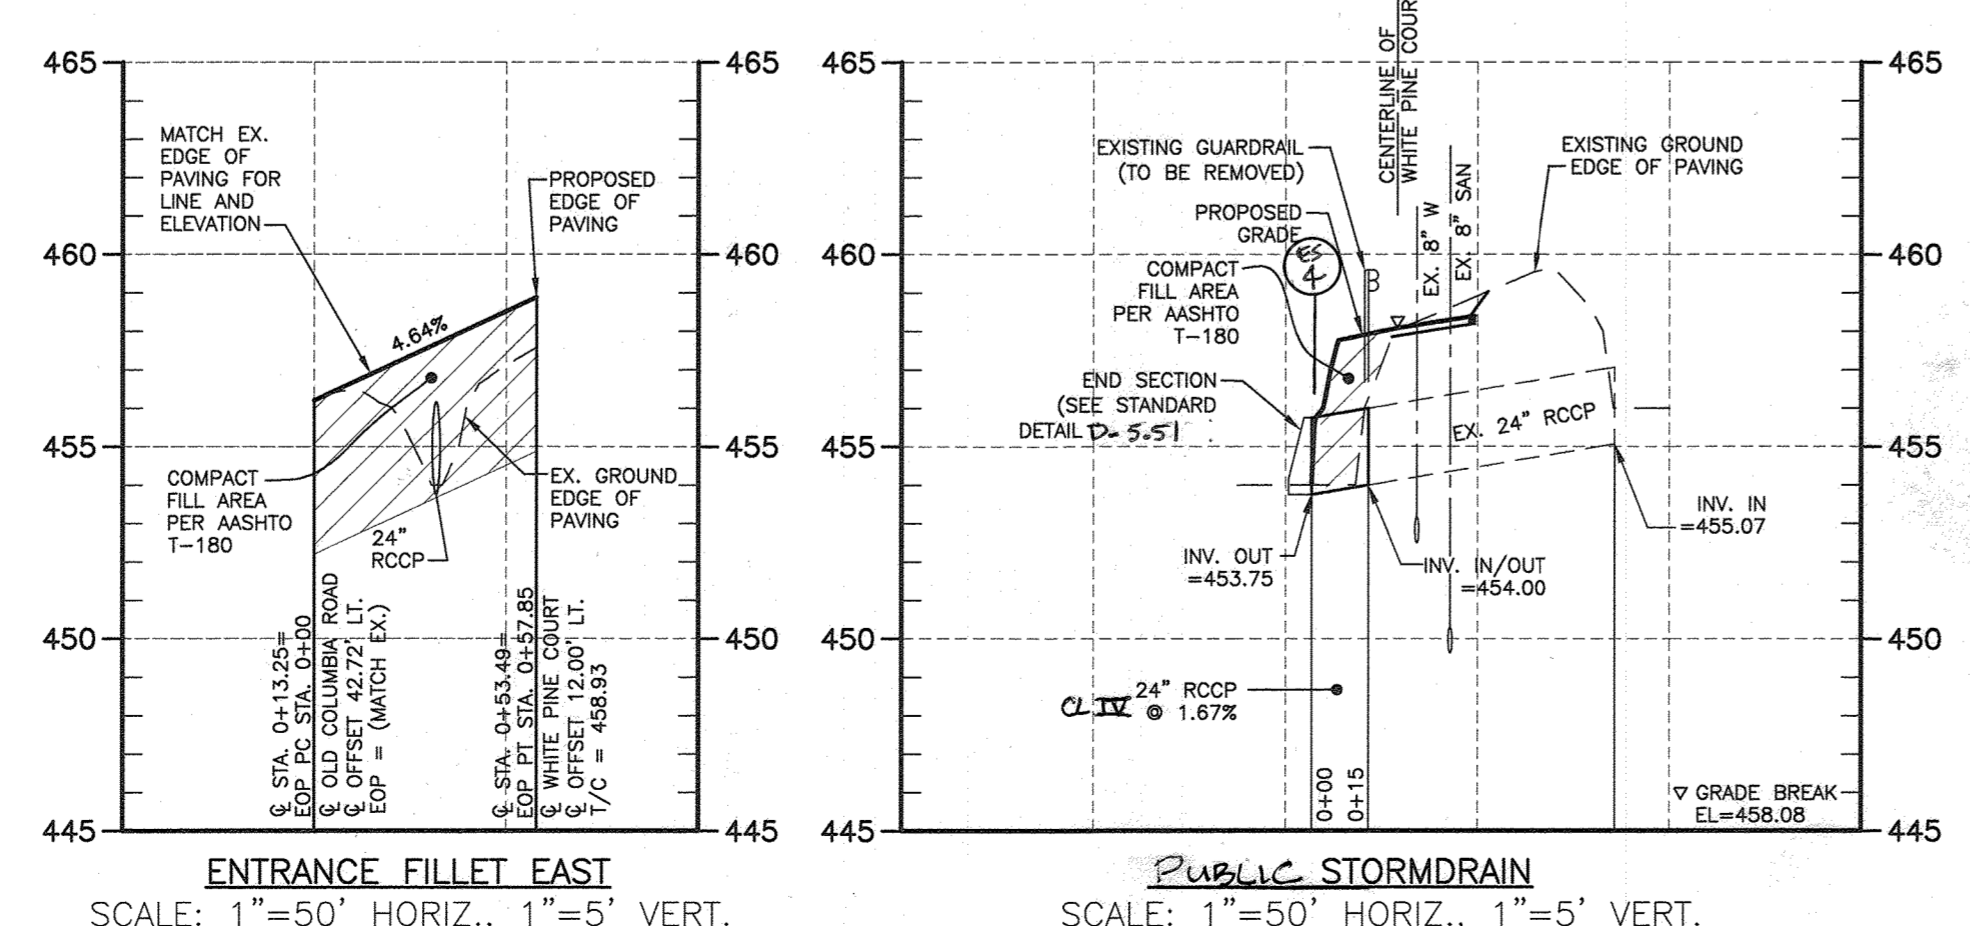 465
460
455
450
445
465
460
455
450
445
MATCH EX.
EDGE OF
PAVING FOR
LINE AND
ELEVATION
PROPOSED
EDGE OF
PAVING
4.64%
COMPACT
FILL AREA
PER AASHTO
T-180
24"
RCCP
EX. GROUND
EDGE OF
PAVING
℄ STA. 0+13.25=
EOP PC STA. 0+00
℄ OLD COLUMBIA ROAD
℄ OFFSET 42.72' LT.
EOP = (MATCH EX.)
℄ STA. 0+53.49=
EOP PT STA. 0+57.85
℄ WHITE PINE COURT
℄ OFFSET 12.00' LT.
T/C = 458.93
ENTRANCE FILLET EAST
SCALE: 1"=50' HORIZ., 1"=5' VERT.
465
460
455
450
445
465
460
455
450
445
CENTERLINE OF
WHITE PINE COUR
EXISTING GUARDRAIL
(TO BE REMOVED)
PROPOSED
GRADE
ES
4
COMPACT
FILL AREA
PER AASHTO
T-180
END SECTION
(SEE STANDARD
DETAIL D-5.51
B
EX. 8" W
EX. 8" SAN
EXISTING GROUND
EDGE OF PAVING
EX. 24" RCCP
INV. IN
=455.07
INV. OUT
=453.75
INV. IN/OUT
=454.00
CL IV 24" RCCP
@ 1.67%
0+00
0+15
GRADE BREAK
EL=458.08
PUBLIC STORMDRAIN
SCALE: 1"=50' HORIZ., 1"=5' VERT.